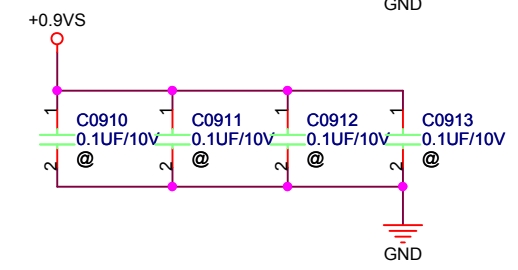 GND
+0.9VS
1 1 1 1
C0910 C0911 C0912 C0913
0.1UF/10V 0.1UF/10V 0.1UF/10V 0.1UF/10V
2 @ 2 @ 2 @ 2 @
GND